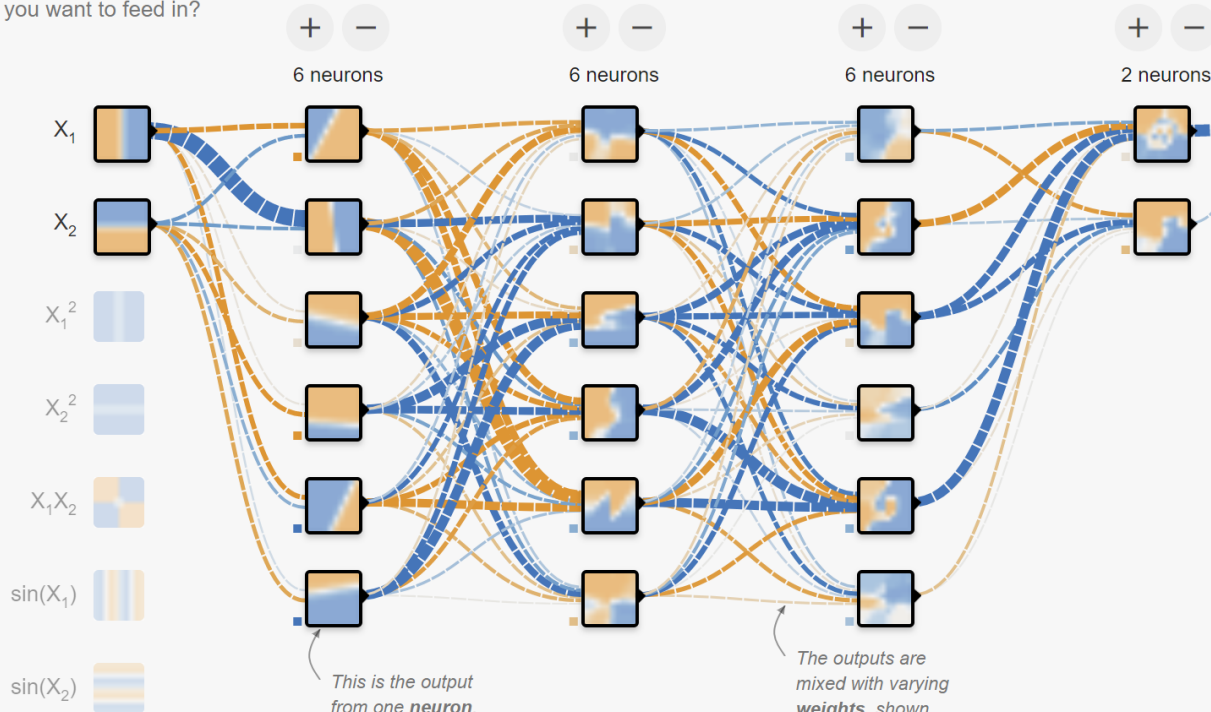 you want to feed in?
+ − + − + − + −
6 neurons 6 neurons 6 neurons 2 neurons
X₁
X₂
X₁²
X₂²
X₁X₂
sin(X₁)
sin(X₂)
This is the output
from one neuron
The outputs are
mixed with varying
weights, shown